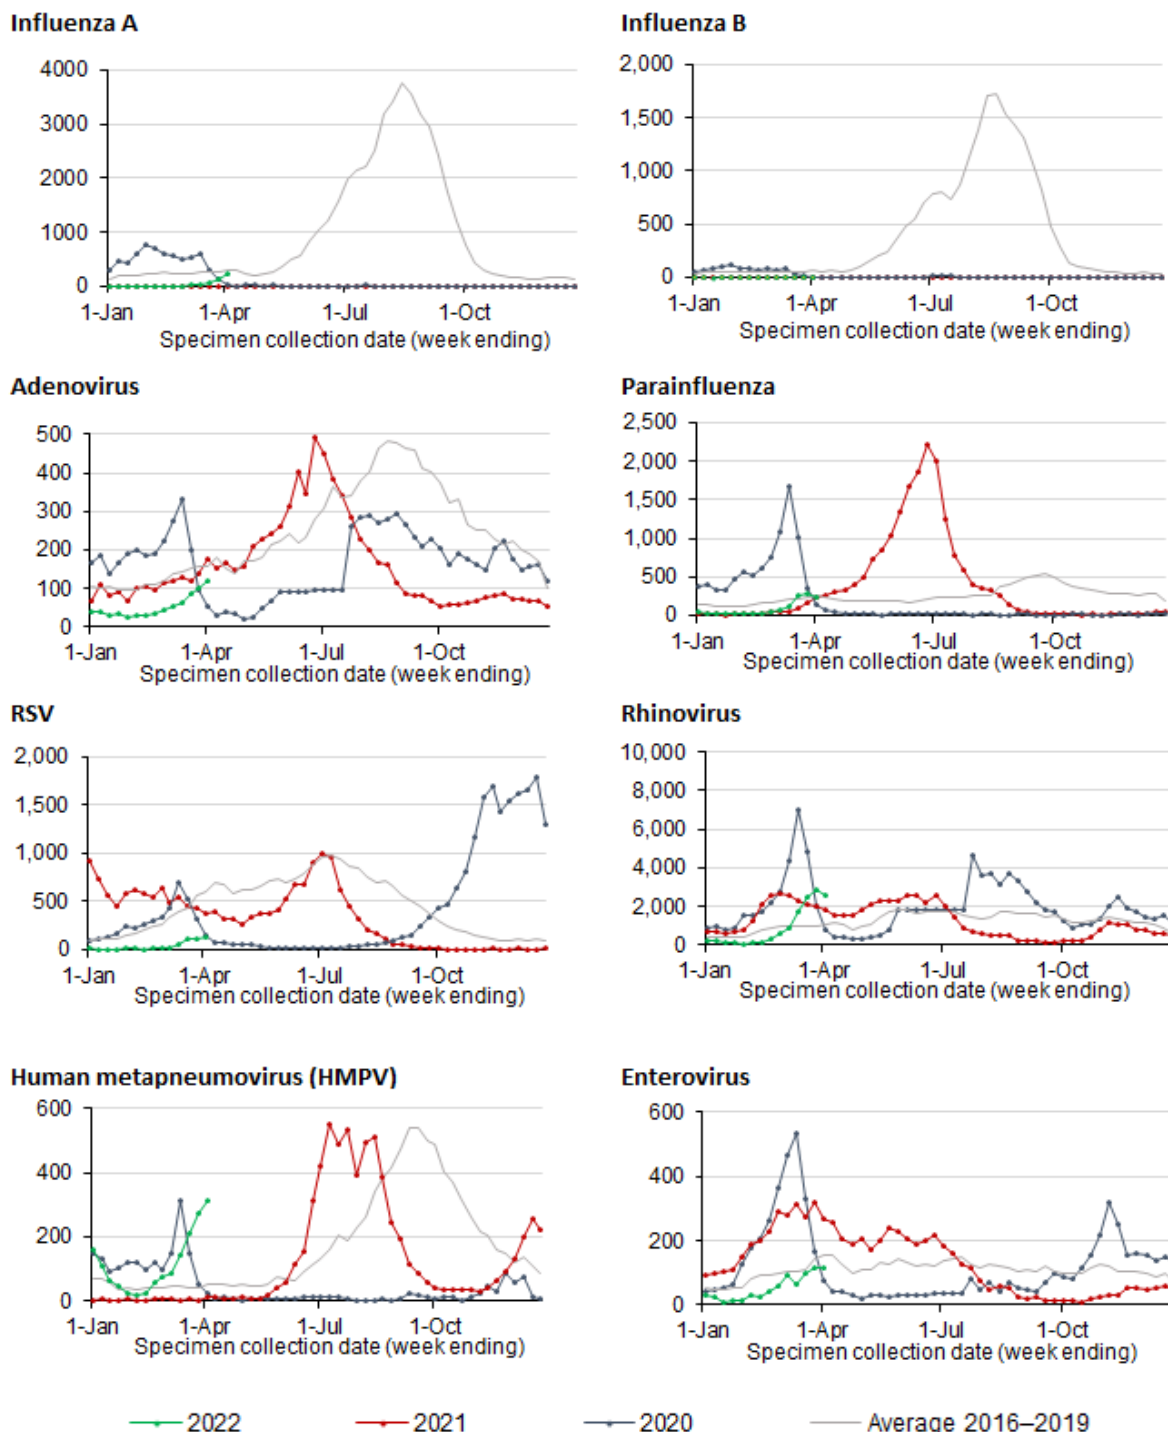 Influenza A
4000
3000
2000
1000
0
1-Jan 1-Apr 1-Jul 1-Oct
Specimen collection date (week ending)
Influenza B
2,000
1,500
1,000
500
0
1-Jan 1-Apr 1-Jul 1-Oct
Specimen collection date (week ending)
Adenovirus
500
400
300
200
100
0
1-Jan 1-Apr 1-Jul 1-Oct
Specimen collection date (week ending)
Parainfluenza
2,500
2,000
1,500
1,000
500
0
1-Jan 1-Apr 1-Jul 1-Oct
Specimen collection date (week ending)
RSV
2,000
1,500
1,000
500
0
1-Jan 1-Apr 1-Jul 1-Oct
Specimen collection date (week ending)
Rhinovirus
10,000
8,000
6,000
4,000
2,000
0
1-Jan 1-Apr 1-Jul 1-Oct
Specimen collection date (week ending)
Human metapneumovirus (HMPV)
600
400
200
0
1-Jan 1-Apr 1-Jul 1-Oct
Specimen collection date (week ending)
Enterovirus
600
400
200
0
1-Jan 1-Apr 1-Jul 1-Oct
Specimen collection date (week ending)
2022 2021 2020 Average 2016–2019